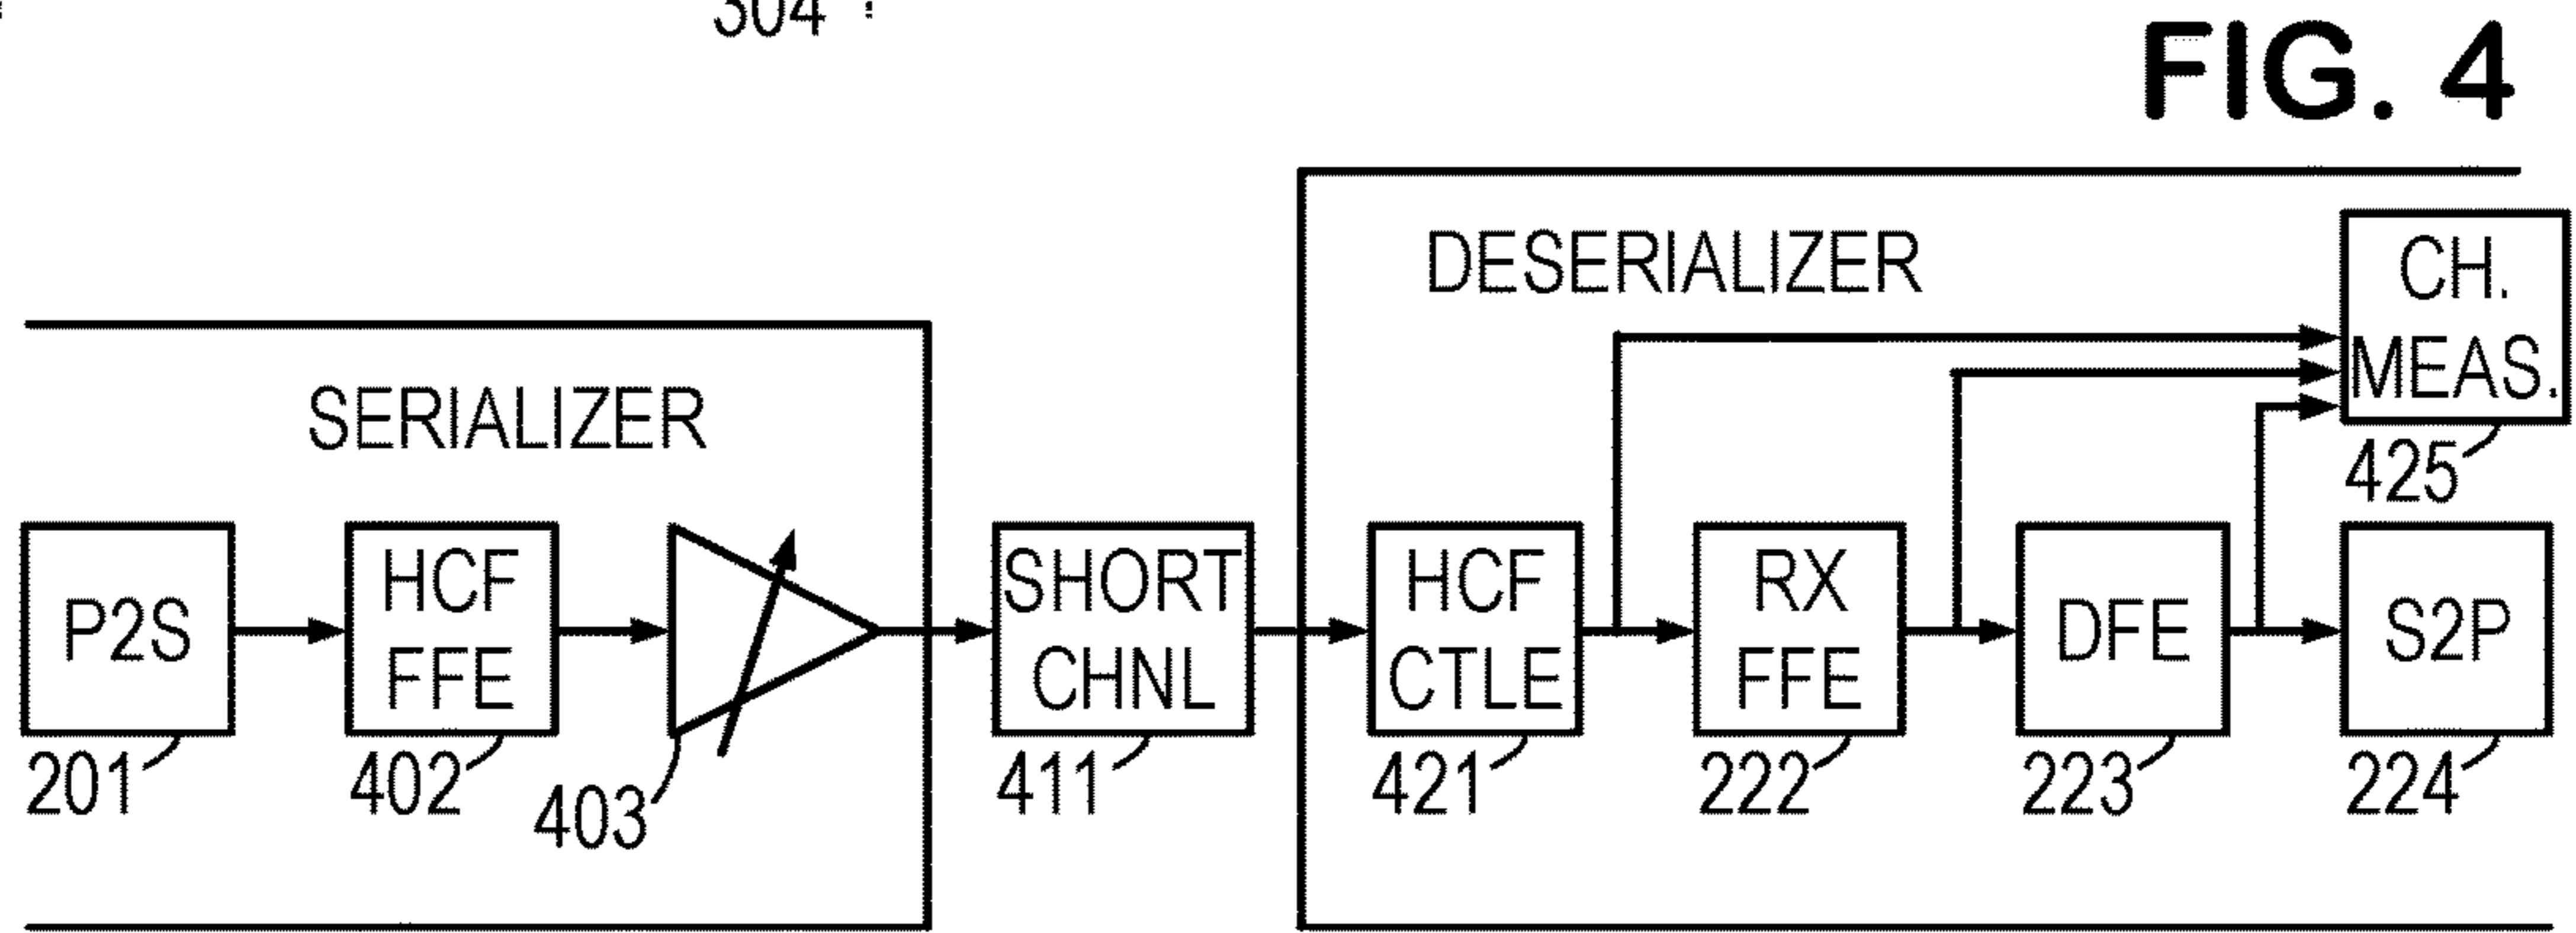 304
FIG. 4
DESERIALIZER
CH.
MEAS.
425
SERIALIZER
P2S
201
HCF
FFE
402
403
SHORT
CHNL
411
HCF
CTLE
421
RX
FFE
222
DFE
223
S2P
224